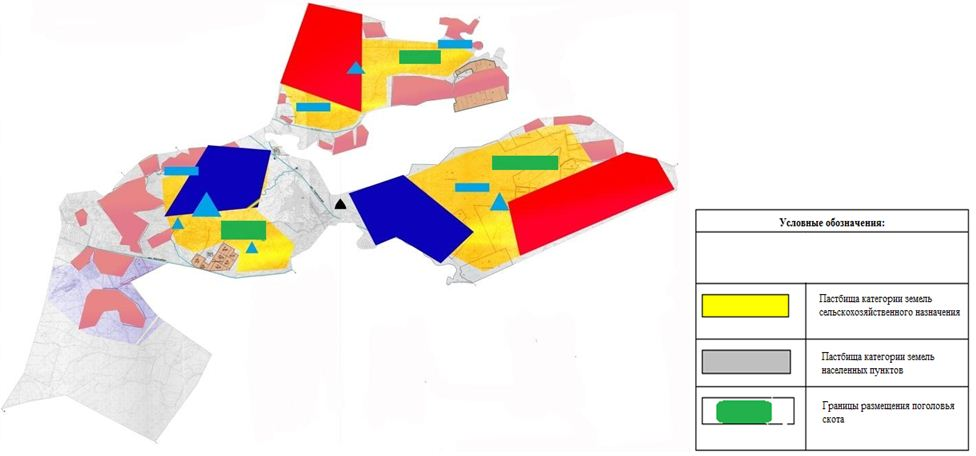 Условные обозначения:
Пастбища категории земель
сельскохозяйственного назначения
Пастбища категории земель
населенных пунктов
Границы размещения поголовья
скота